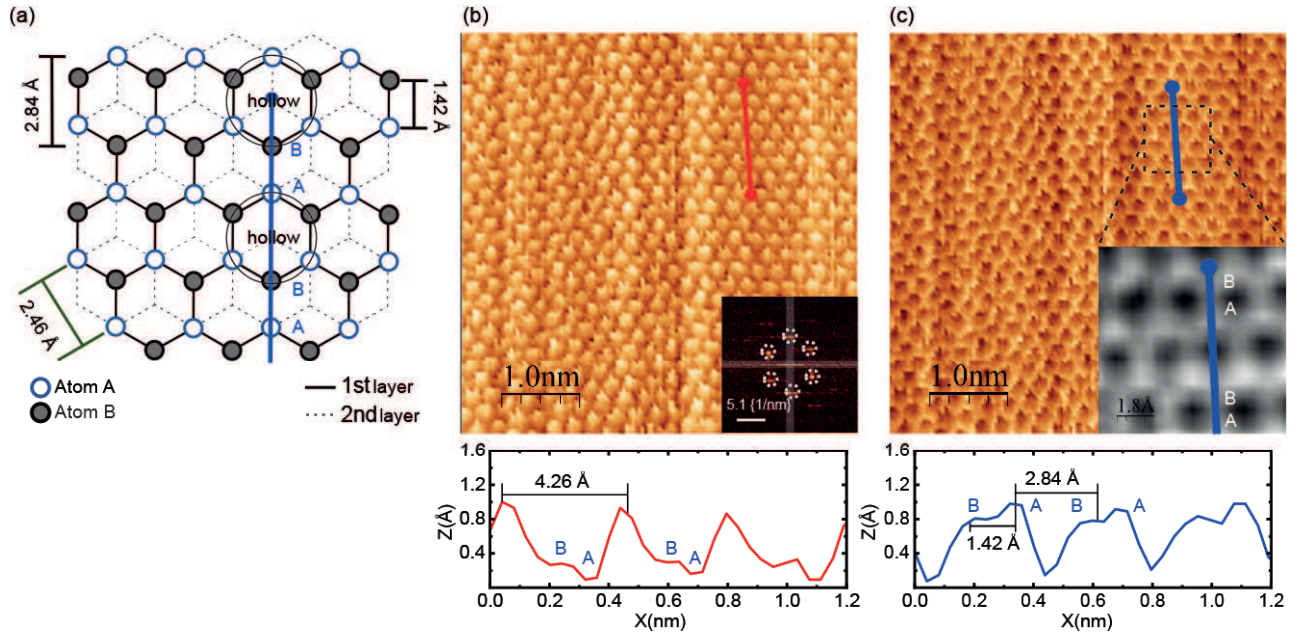 (a)
2.84 Å
1.42 Å
hollow
B
A
hollow
B
A
2.46 Å
Atom A
Atom B
1st layer
2nd layer
(b)
1.0nm
5.1 {1/nm}
1.6
1.2
0.8
0.4
Z(Å)
4.26 Å
B
A
B
A
0.0 0.2 0.4 0.6 0.8 1.0 1.2
X(nm)
(c)
1.0nm
B
A
B
A
1.8Å
1.6
1.2
0.8
0.4
Z(Å)
2.84 Å
B A B A
1.42 Å
0.0 0.2 0.4 0.6 0.8 1.0 1.2
X(nm)